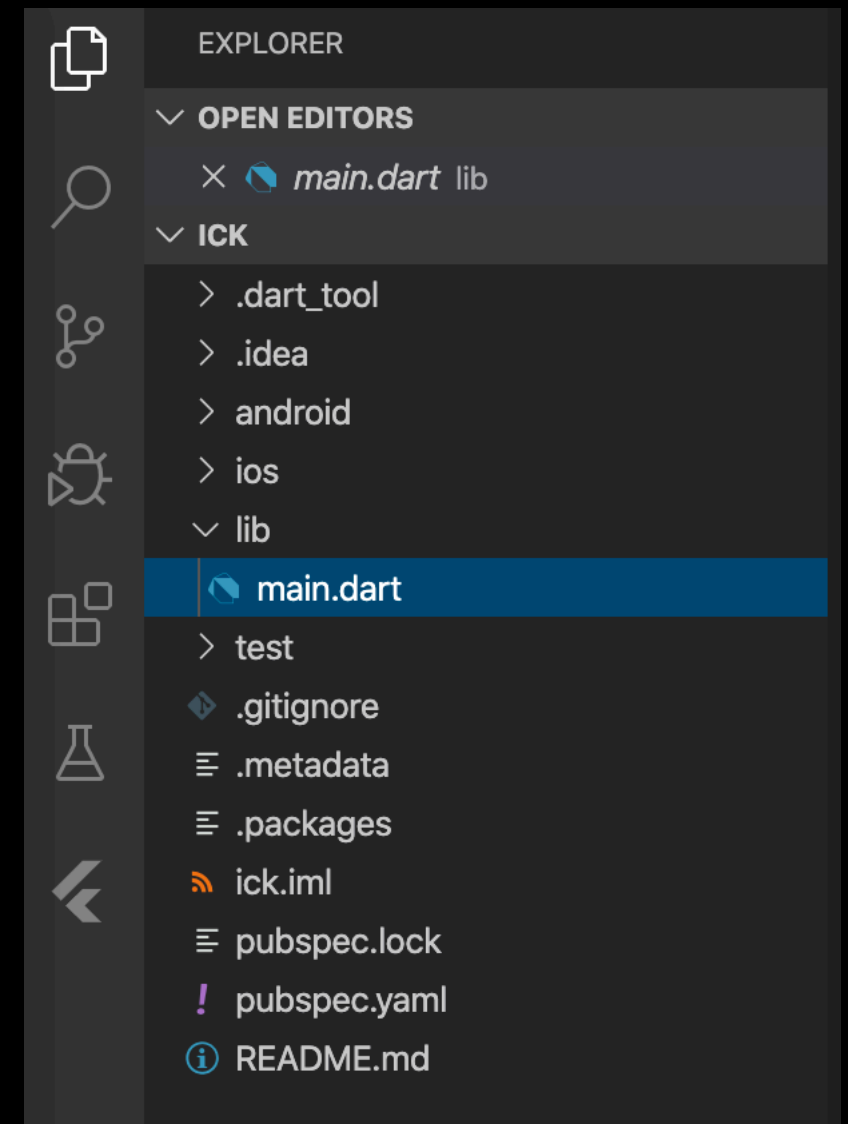 EXPLORER
OPEN EDITORS
main.dart lib
ICK
.dart_tool
.idea
android
ios
lib
main.dart
test
.gitignore
.metadata
.packages
ick.iml
pubspec.lock
pubspec.yaml
README.md